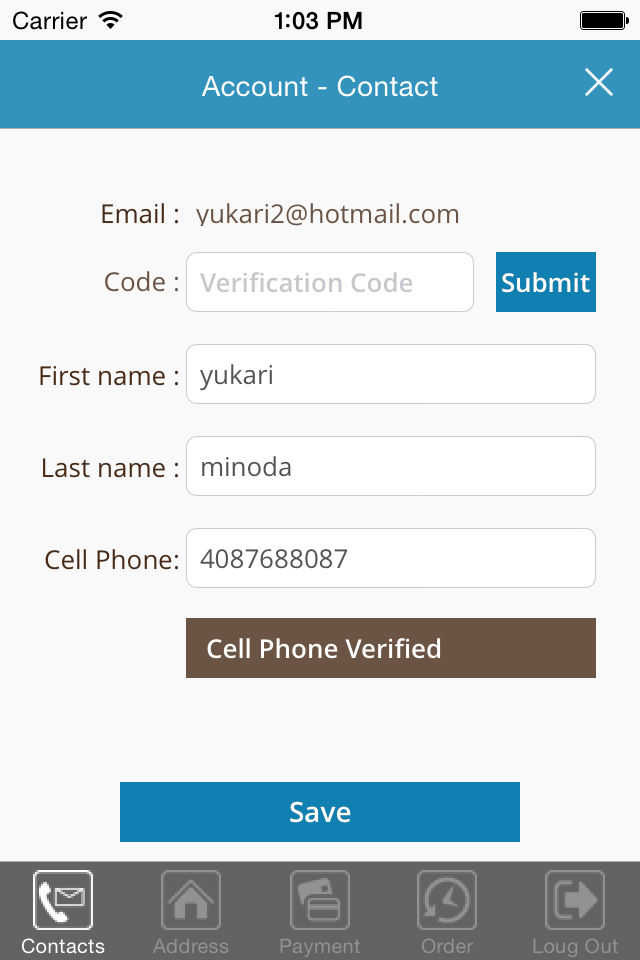 Carrier 1:03 PM
Account - Contact
Email : yukari2@hotmail.com
Code : Verification Code Submit
First name : yukari
Last name : minoda
Cell Phone: 4087688087
Cell Phone Verified
Save
Contacts Address Payment Order Loug Out